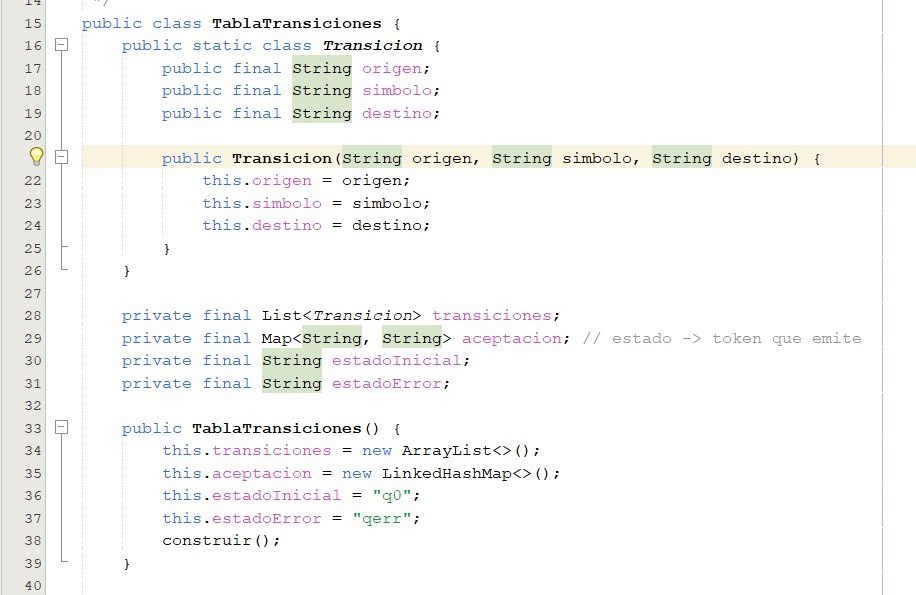 14 */
15 public class TablaTransiciones {
16 public static class Transicion {
17 public final String origen;
18 public final String simbolo;
19 public final String destino;
20
public Transicion(String origen, String simbolo, String destino) {
22 this.origen = origen;
23 this.simbolo = simbolo;
24 this.destino = destino;
25 }
26 }
27
28 private final List<Transicion> transiciones;
29 private final Map<String, String> aceptacion; // estado -> token que emite
30 private final String estadoInicial;
31 private final String estadoError;
32
33 public TablaTransiciones() {
34 this.transiciones = new ArrayList<>();
35 this.aceptacion = new LinkedHashMap<>();
36 this.estadoInicial = "q0";
37 this.estadoError = "qerr";
38 construir();
39 }
40